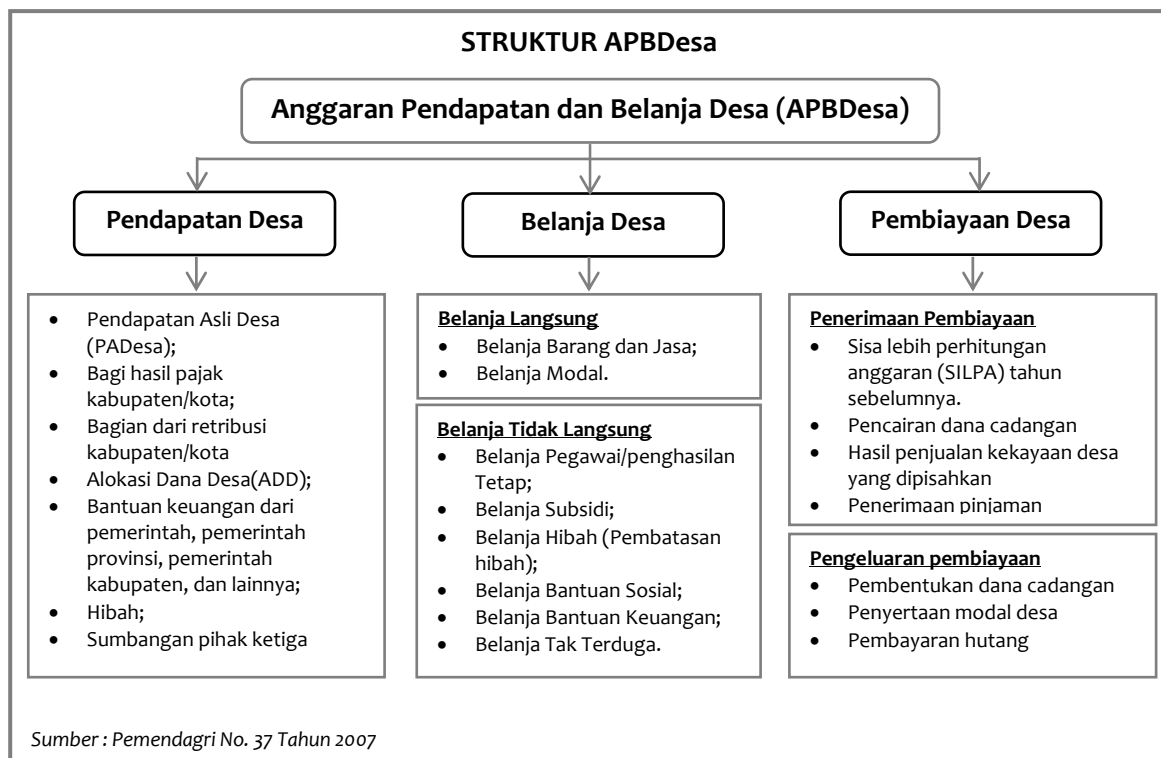 STRUKTUR APBDesa
Anggaran Pendapatan dan Belanja Desa (APBDesa)
Pendapatan Desa
• Pendapatan Asli Desa
(PADesa);
• Bagi hasil pajak
kabupaten/kota;
• Bagian dari retribusi
kabupaten/kota
• Alokasi Dana Desa(ADD);
• Bantuan keuangan dari
pemerintah, pemerintah
provinsi, pemerintah
kabupaten, dan lainnya;
• Hibah;
• Sumbangan pihak ketiga
Belanja Desa
Belanja Langsung
• Belanja Barang dan Jasa;
• Belanja Modal.
Belanja Tidak Langsung
• Belanja Pegawai/penghasilan
Tetap;
• Belanja Subsidi;
• Belanja Hibah (Pembatasan
hibah);
• Belanja Bantuan Sosial;
• Belanja Bantuan Keuangan;
• Belanja Tak Terduga.
Pembiayaan Desa
Penerimaan Pembiayaan
• Sisa lebih perhitungan
anggaran (SILPA) tahun
sebelumnya.
• Pencairan dana cadangan
• Hasil penjualan kekayaan desa
yang dipisahkan
• Penerimaan pinjaman
Pengeluaran pembiayaan
• Pembentukan dana cadangan
• Penyertaan modal desa
• Pembayaran hutang
Sumber : Pemendagri No. 37 Tahun 2007